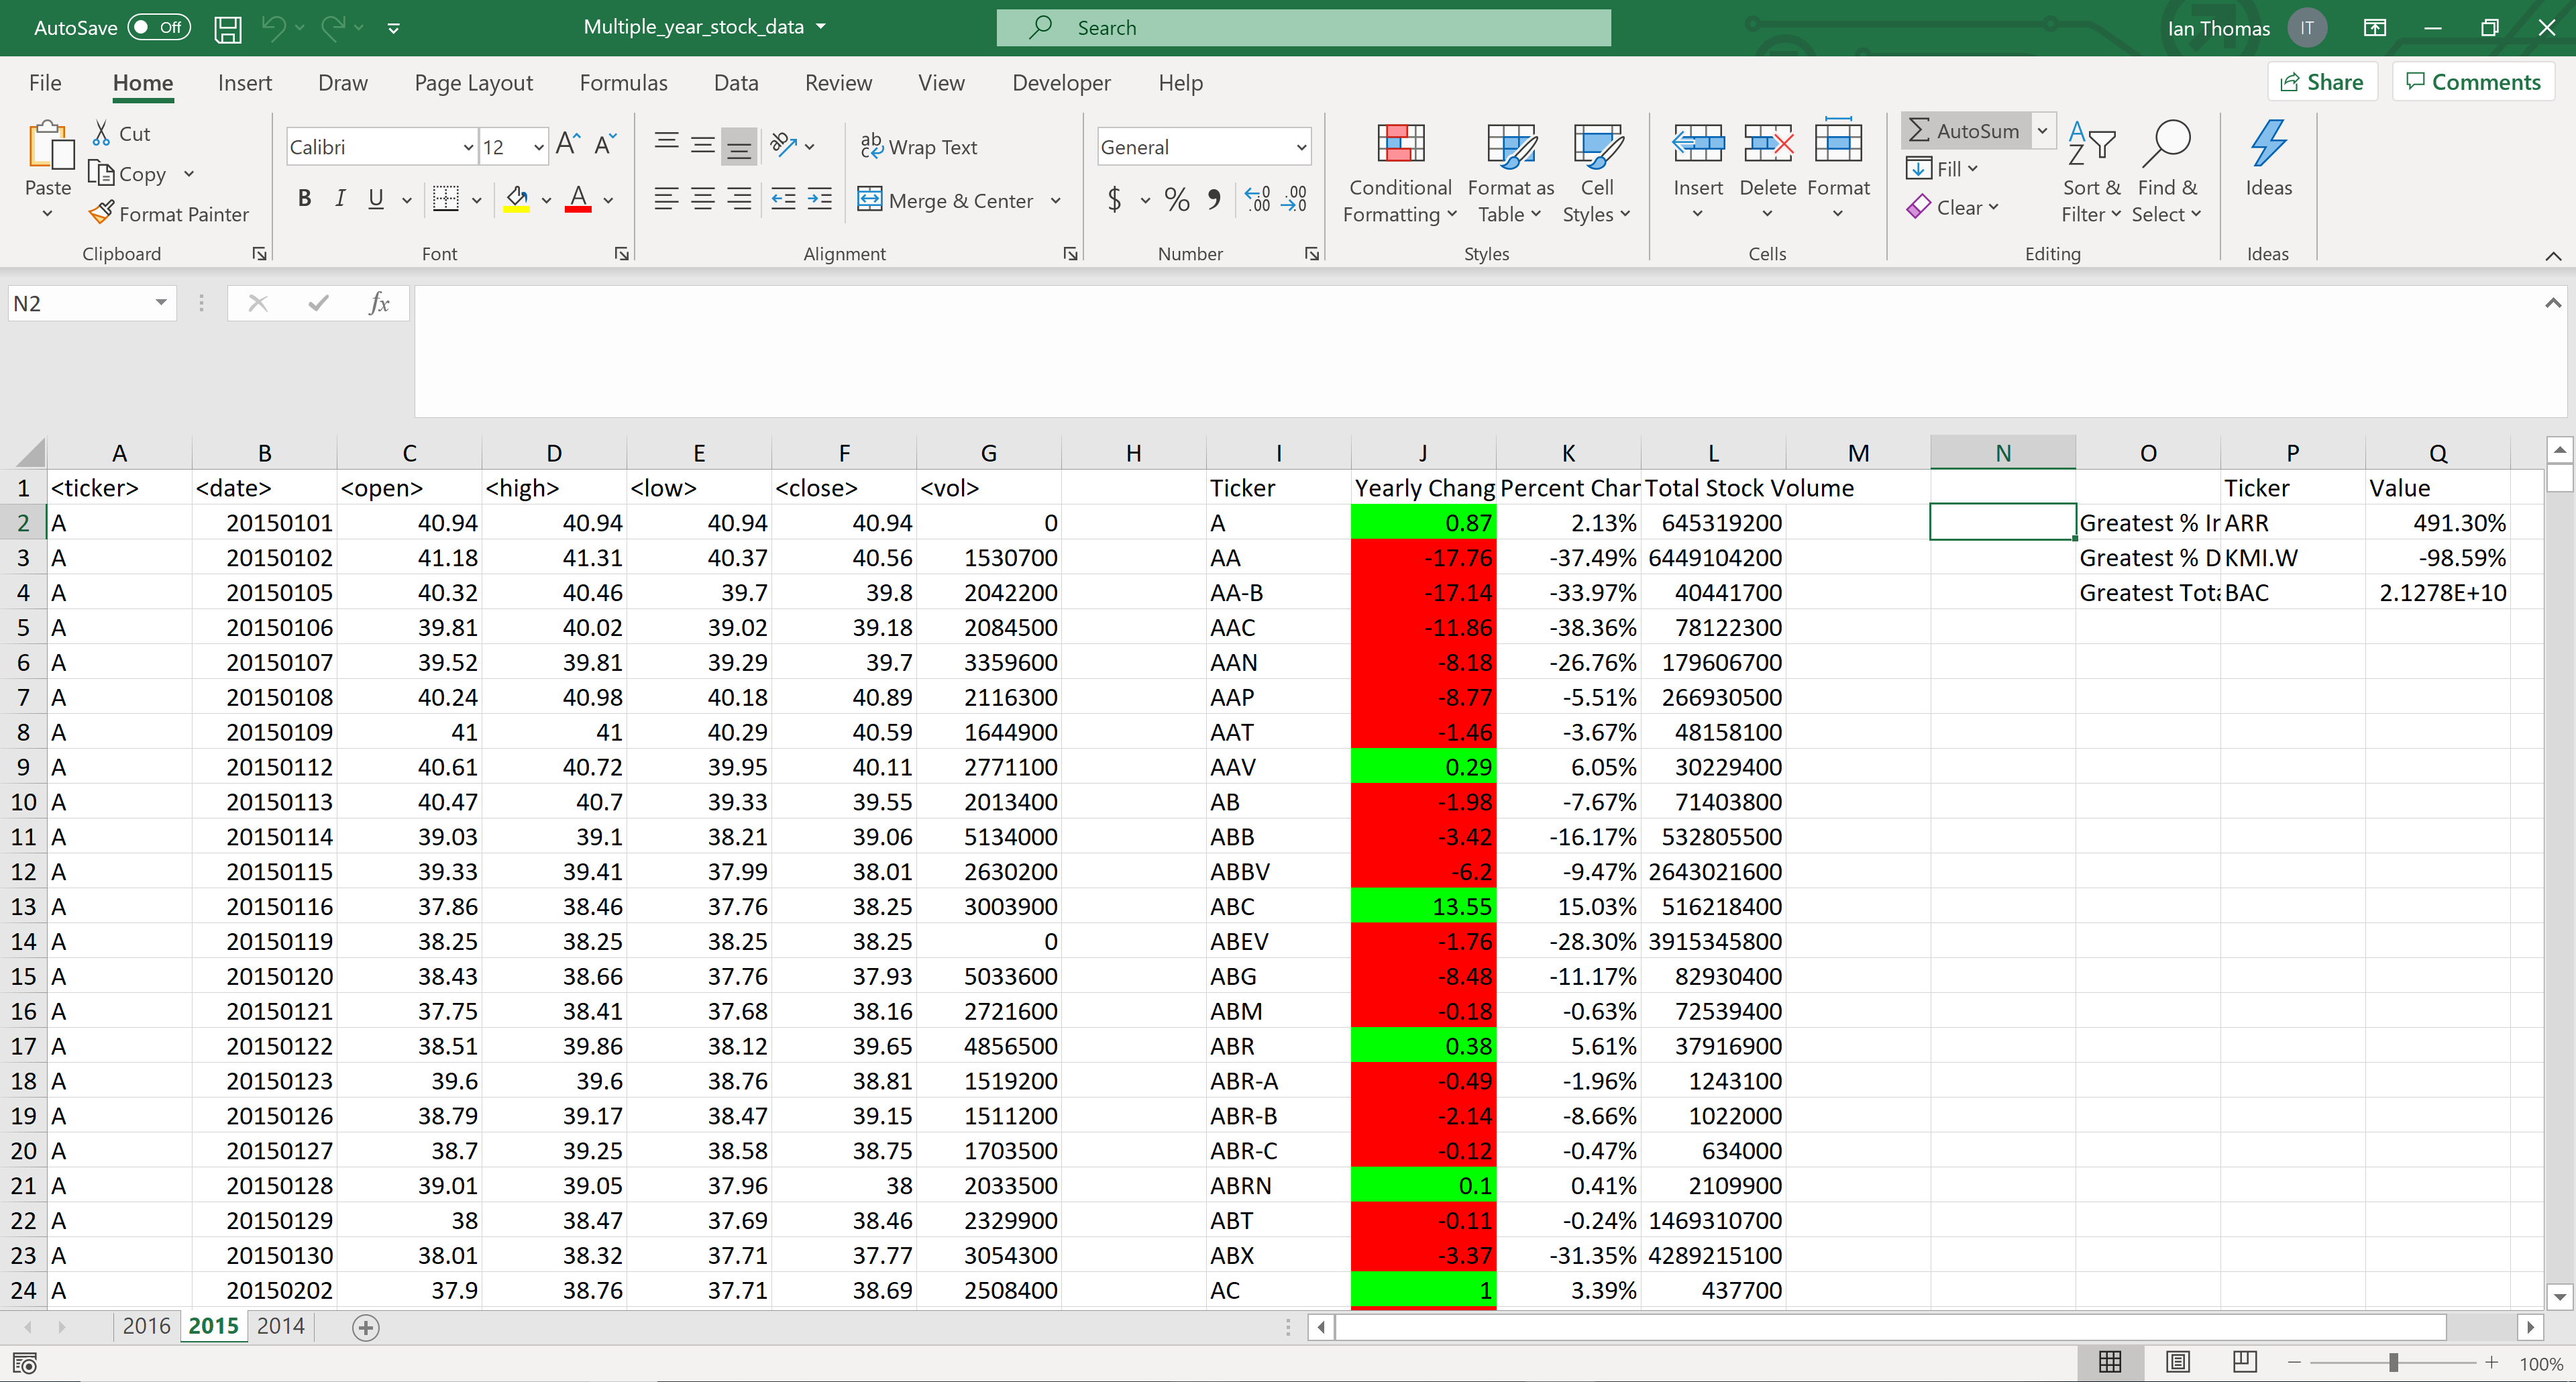 AutoSave Off Multiple_year_stock_data Search Ian Thomas IT
File Home Insert Draw Page Layout Formulas Data Review View Developer Help Share Comments
Paste Cut Copy Format Painter Clipboard
Calibri 12 B I U A Font
ab Wrap Text Merge & Center Alignment
General $ % 9 .00 Number
Conditional Formatting Format as Table Cell Styles Styles
Insert Delete Format Cells
AutoSum Fill Clear Sort & Filter Find & Select Editing
Ideas Ideas
N2 fx
A B C D E F G H I J K L M N O P Q
1 <ticker> <date> <open> <high> <low> <close> <vol> Ticker Yearly Chang Percent Char Total Stock Volume Ticker Value
2 A 20150101 40.94 40.94 40.94 40.94 0 A 0.87 2.13% 645319200 Greatest % Ir ARR 491.30%
3 A 20150102 41.18 41.31 40.37 40.56 1530700 AA -17.76 -37.49% 6449104200 Greatest % D KMI.W -98.59%
4 A 20150105 40.32 40.46 39.7 39.8 2042200 AA-B -17.14 -33.97% 40441700 Greatest Tota BAC 2.1278E+10
5 A 20150106 39.81 40.02 39.02 39.18 2084500 AAC -11.86 -38.36% 78122300
6 A 20150107 39.52 39.81 39.29 39.7 3359600 AAN -8.18 -26.76% 179606700
7 A 20150108 40.24 40.98 40.18 40.89 2116300 AAP -8.77 -5.51% 266930500
8 A 20150109 41 41 40.29 40.59 1644900 AAT -1.46 -3.67% 48158100
9 A 20150112 40.61 40.72 39.95 40.11 2771100 AAV 0.29 6.05% 30229400
10 A 20150113 40.47 40.7 39.33 39.55 2013400 AB -1.98 -7.67% 71403800
11 A 20150114 39.03 39.1 38.21 39.06 5134000 ABB -3.42 -16.17% 532805500
12 A 20150115 39.33 39.41 37.99 38.01 2630200 ABBV -6.2 -9.47% 2643021600
13 A 20150116 37.86 38.46 37.76 38.25 3003900 ABC 13.55 15.03% 516218400
14 A 20150119 38.25 38.25 38.25 38.25 0 ABEV -1.76 -28.30% 3915345800
15 A 20150120 38.43 38.66 37.76 37.93 5033600 ABG -8.48 -11.17% 82930400
16 A 20150121 37.75 38.41 37.68 38.16 2721600 ABM -0.18 -0.63% 72539400
17 A 20150122 38.51 39.86 38.12 39.65 4856500 ABR 0.38 5.61% 37916900
18 A 20150123 39.6 39.6 38.76 38.81 1519200 ABR-A -0.49 -1.96% 1243100
19 A 20150126 38.79 39.17 38.47 39.15 1511200 ABR-B -2.14 -8.66% 1022000
20 A 20150127 38.7 39.25 38.58 38.75 1703500 ABR-C -0.12 -0.47% 634000
21 A 20150128 39.01 39.05 37.96 38 2033500 ABRN 0.1 0.41% 2109900
22 A 20150129 38 38.47 37.69 38.46 2329900 ABT -0.11 -0.24% 1469310700
23 A 20150130 38.01 38.32 37.71 37.77 3054300 ABX -3.37 -31.35% 4289215100
24 A 20150202 37.9 38.76 37.71 38.69 2508400 AC 1 3.39% 437700
2016 2015 2014
100%